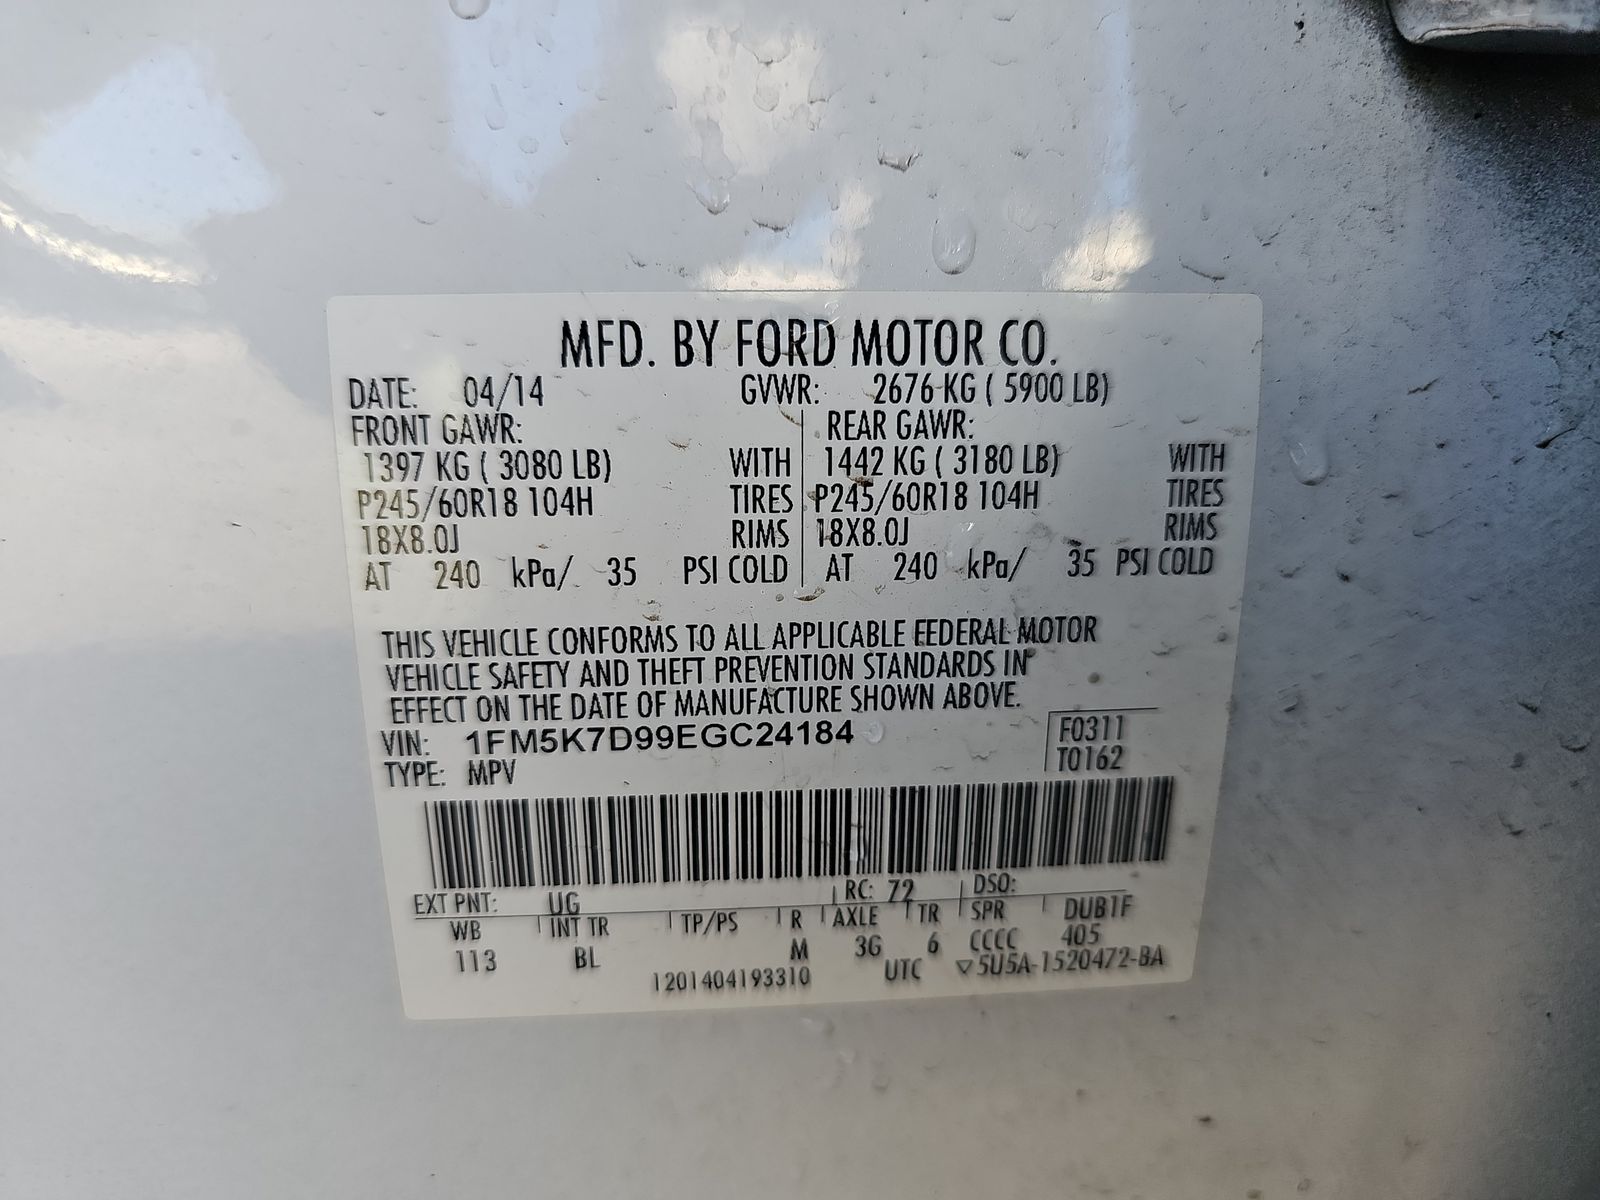 MFD. BY FORD MOTOR CO.
DATE: 04/14 GVWR: 2676 KG ( 5900 LB)
FRONT GAWR: REAR GAWR:
1397 KG ( 3080 LB) WITH 1442 KG ( 3180 LB) WITH
P245/60R18 104H TIRES P245/60R18 104H TIRES
18X8.0J RIMS 18X8.0J RIMS
AT 240 kPa/ 35 PSI COLD AT 240 kPa/ 35 PSI COLD
THIS VEHICLE CONFORMS TO ALL APPLICABLE FEDERAL MOTOR
VEHICLE SAFETY AND THEFT PREVENTION STANDARDS IN
EFFECT ON THE DATE OF MANUFACTURE SHOWN ABOVE.
VIN: 1FM5K7D99EGC24184 F0311
TYPE: MPV T0162
EXT PNT: UG RC: 72 DSO:
WB INT TR TP/PS R AXLE TR SPR DUB1F
113 BL M 3G 6 CCCC 405
1201404193310 UTC ▽5U5A-1520472-BA